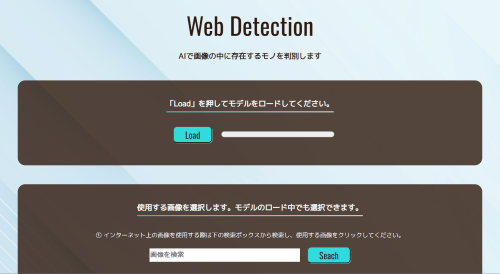 Web Detection
AIで画像の中に存在するモノを判別します
「Load」を押してモデルをロードしてください。
Load
使用する画像を選択します。モデルのロード中でも選択できます。
① インターネット上の画像を使用する際は下の検索ボックスから検索し、使用する画像をクリックしてください。
画像を検索
Seach